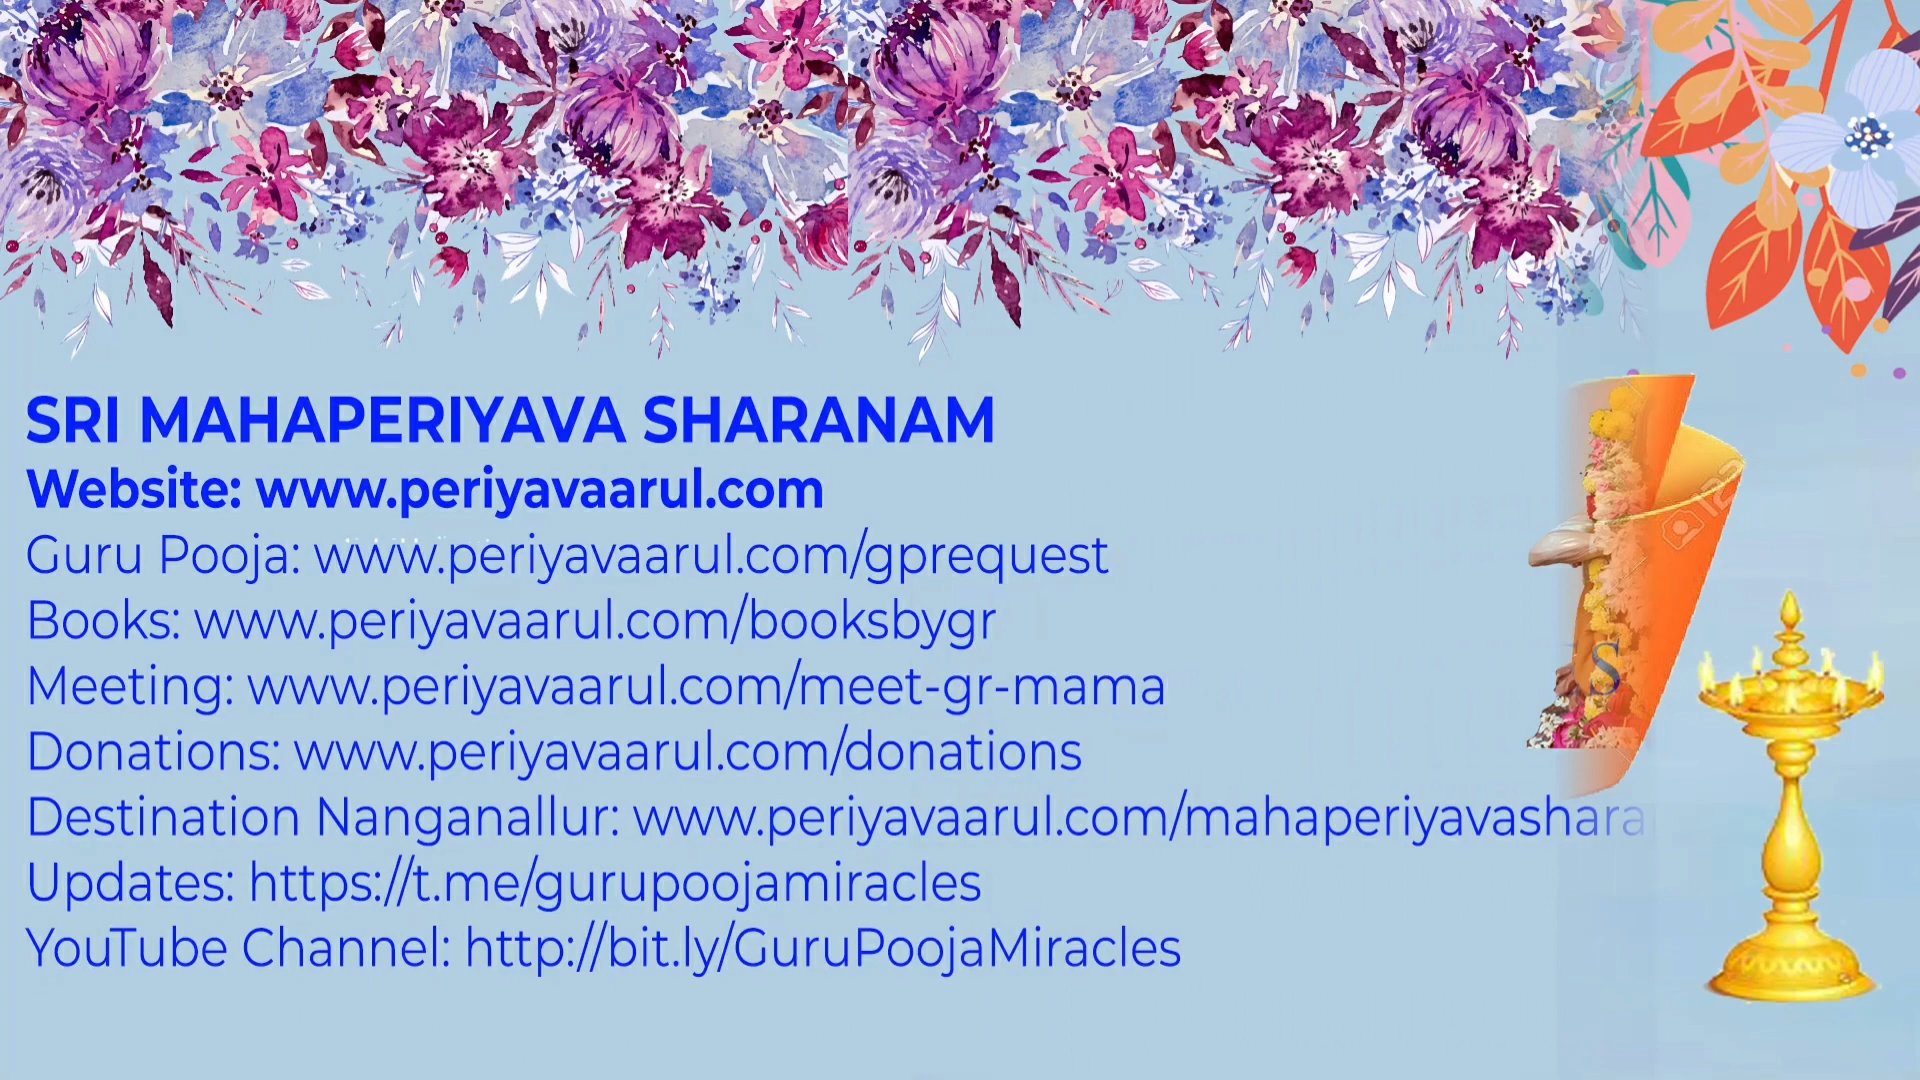 SRI MAHAPERIYAVA SHARANAM
Website: www.periyavaarul.com
Guru Pooja: www.periyavaarul.com/gprequest
Books: www.periyavaarul.com/booksbygr
Meeting: www.periyavaarul.com/meet-gr-mama
Donations: www.periyavaarul.com/donations
Destination Nanganallur: www.periyavaarul.com/mahaperiyavashara
Updates: https://t.me/gurupoojamiracles
YouTube Channel: http://bit.ly/GuruPoojaMiracles
S